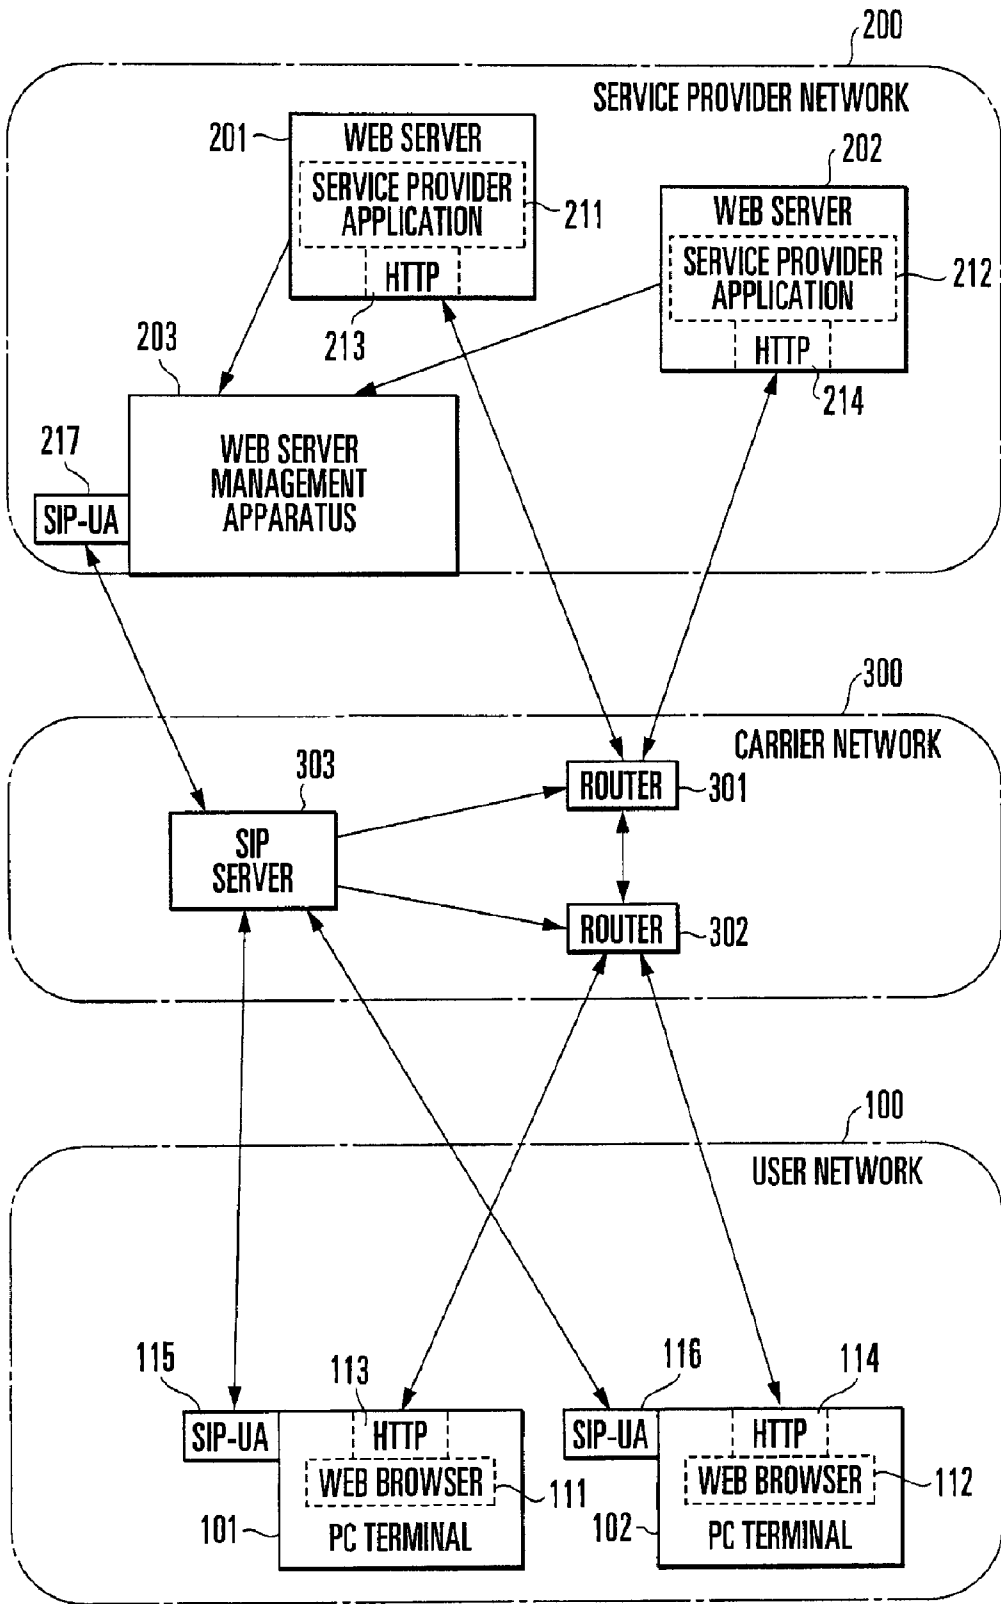 200
SERVICE PROVIDER NETWORK
201
WEB SERVER
SERVICE PROVIDER
APPLICATION
211
HTTP
213
202
WEB SERVER
SERVICE PROVIDER
APPLICATION
212
HTTP
214
203
WEB SERVER
MANAGEMENT
APPARATUS
217
SIP-UA
300
CARRIER NETWORK
303
SIP
SERVER
ROUTER
301
ROUTER
302
100
USER NETWORK
115
SIP-UA
113
HTTP
WEB BROWSER
111
101
PC TERMINAL
116
SIP-UA
114
HTTP
WEB BROWSER
112
102
PC TERMINAL